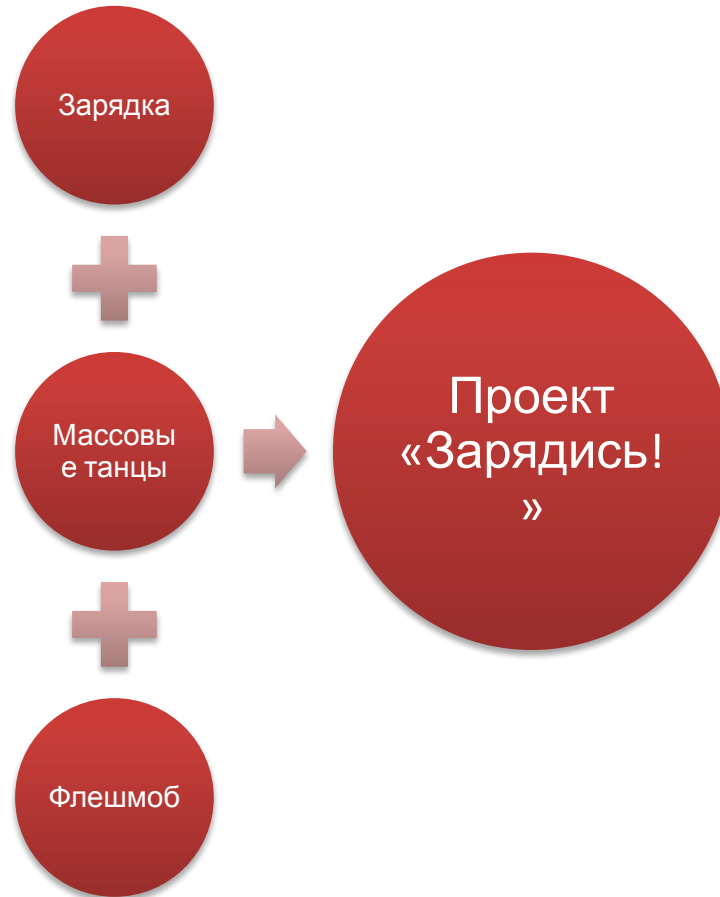 Зарядка
Массовы
е танцы
Флешмоб
Проект
«Зарядись!
»